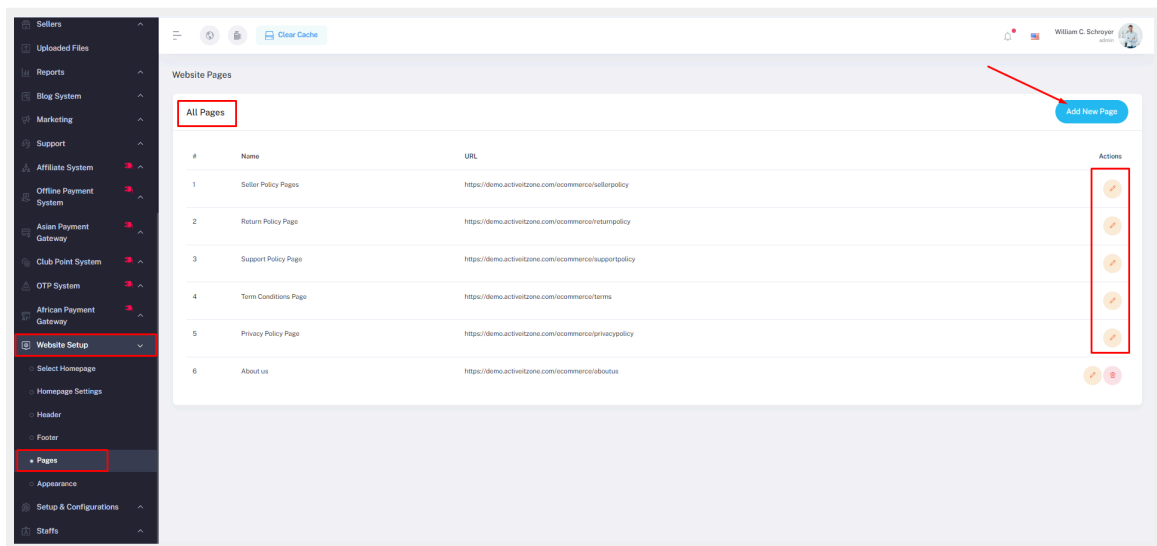 Sellers
Uploaded Files
Reports
Blog System
Marketing
Support
Affiliate System
Offline Payment
System
Asian Payment
Gateway
Club Point System
OTP System
African Payment
Gateway
Website Setup
Select Homepage
Homepage Settings
Header
Footer
Pages
Appearance
Setup & Configurations
Staffs
Clear Cache
William C. Schroyer
admin
Website Pages
All Pages
Add New Page
# Name URL Actions
1 Seller Policy Pages https://demo.activeitzone.com/ecommerce/sellerpolicy
2 Return Policy Page https://demo.activeitzone.com/ecommerce/returnpolicy
3 Support Policy Page https://demo.activeitzone.com/ecommerce/supportpolicy
4 Term Conditions Page https://demo.activeitzone.com/ecommerce/terms
5 Privacy Policy Page https://demo.activeitzone.com/ecommerce/privacypolicy
6 About us https://demo.activeitzone.com/ecommerce/aboutus